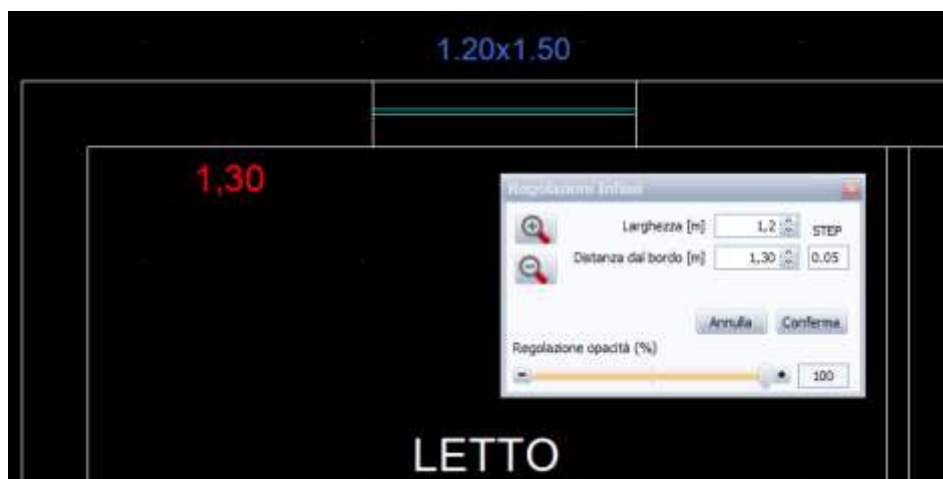 1.20x1.50
1,30
Regolazioni Infissi
Larghezza [m] 1,2 STEP
Distanza dal bordo [m] 1,30 0.05
Annulla Conferma
Regolazione opacità (%)
100
LETTO